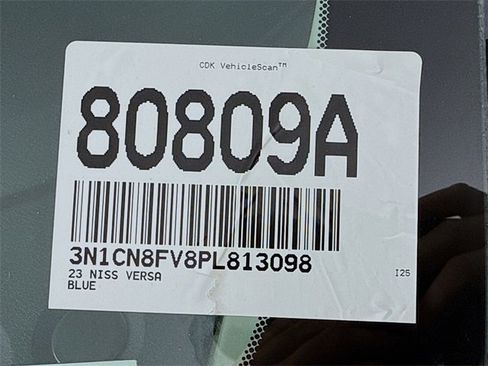 CDK VehicleScan™
80809A
3N1CN8FV8PL813098
23 NISS VERSA
BLUE
I25